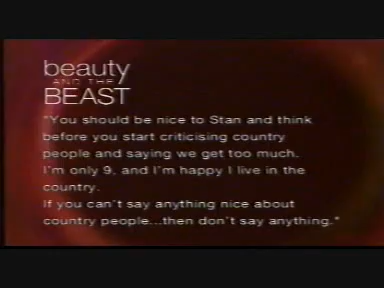 beauty
AND THE
BEAST
"You should be nice to Stan and think
before you start criticising country
people and saying we get too much.
I'm only 9, and I'm happy I live in the
country.
If you can't say anything nice about
country people...then don't say anything."